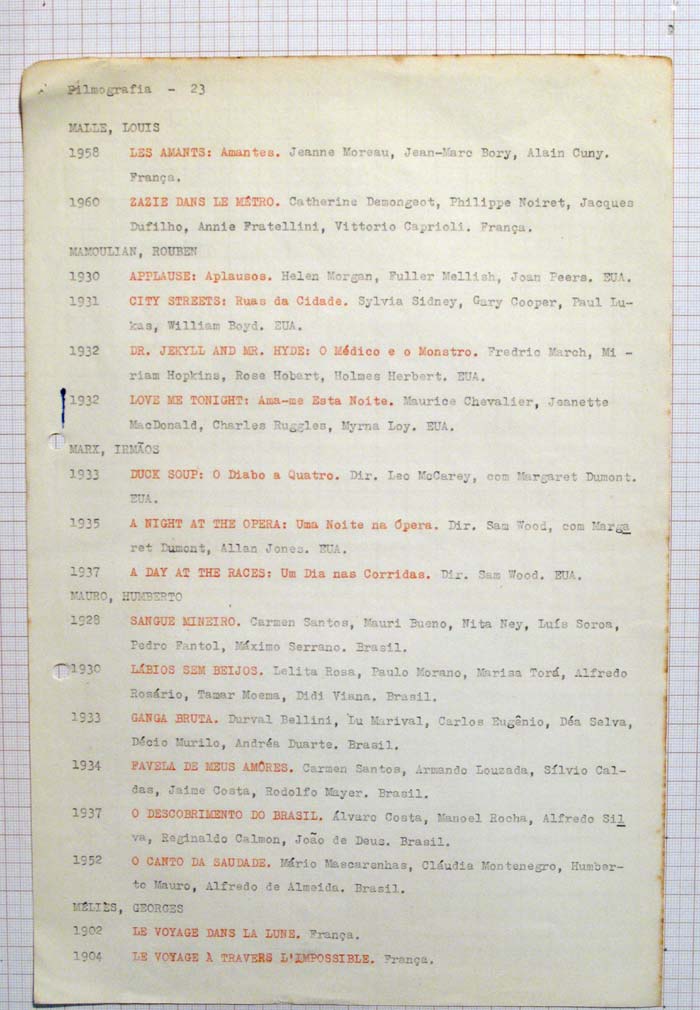 Filmografia - 23
MALLE, LOUIS
1958 LES AMANTS: Amantes. Jeanne Moreau, Jean-Marc Bory, Alain Cuny.
França.
1960 ZAZIE DANS LE MÉTRO. Catherine Demongeot, Philippe Noiret, Jacques
Dufilho, Annie Fratellini, Vittorio Caprioli. França.
MAMOULIAN, ROUBEN
1930 APPLAUSE: Aplausos. Helen Morgan, Fuller Mellish, Joan Peers. EUA.
1931 CITY STREETS: Ruas da Cidade. Sylvia Sidney, Gary Cooper, Paul Lu-
kas, William Boyd. EUA.
1932 DR. JEKYLL AND MR. HYDE: O Médico e o Monstro. Fredric March, Mi -
riam Hopkins, Rose Hobart, Holmes Herbert. EUA.
1932 LOVE ME TONIGHT: Ama-me Esta Noite. Maurice Chevalier, Jeanette
MacDonald, Charles Ruggles, Myrna Loy. EUA.
MARX, IRMÃOS
1933 DUCK SOUP: O Diabo a Quatro. Dir. Leo McCarey, com Margaret Dumont.
EUA.
1935 A NIGHT AT THE OPERA: Uma Noite na Ópera. Dir. Sam Wood, com Marga
ret Dumont, Allan Jones. EUA.
1937 A DAY AT THE RACES: Um Dia nas Corridas. Dir. Sam Wood. EUA.
MAURO, HUMBERTO
1928 SANGUE MINEIRO. Carmen Santos, Mauri Bueno, Nita Ney, Luís Soroa,
Pedro Fantol, Máximo Serrano. Brasil.
1930 LÁBIOS SEM BEIJOS. Lelita Rosa, Paulo Morano, Marisa Torá, Alfredo
Rosário, Tamar Moema, Didi Viana. Brasil.
1933 GANGA BRUTA. Durval Bellini, Lu Marival, Carlos Eugênio, Déa Selva,
Décio Murilo, Andréa Duarte. Brasil.
1934 FAVELA DE MEUS AMÔRES. Carmen Santos, Armando Louzada, Sílvio Cal-
das, Jaime Costa, Rodolfo Mayer. Brasil.
1937 O DESCOBRIMENTO DO BRASIL. Álvaro Costa, Manoel Rocha, Alfredo Sil
va, Reginaldo Calmon, João de Deus. Brasil.
1952 O CANTO DA SAUDADE. Mário Mascarenhas, Cláudia Montenegro, Humber-
to Mauro, Alfredo de Almeida. Brasil.
MÉLIÈS, GEORGES
1902 LE VOYAGE DANS LA LUNE. França.
1904 LE VOYAGE À TRAVERS L'IMPOSSIBLE. França.